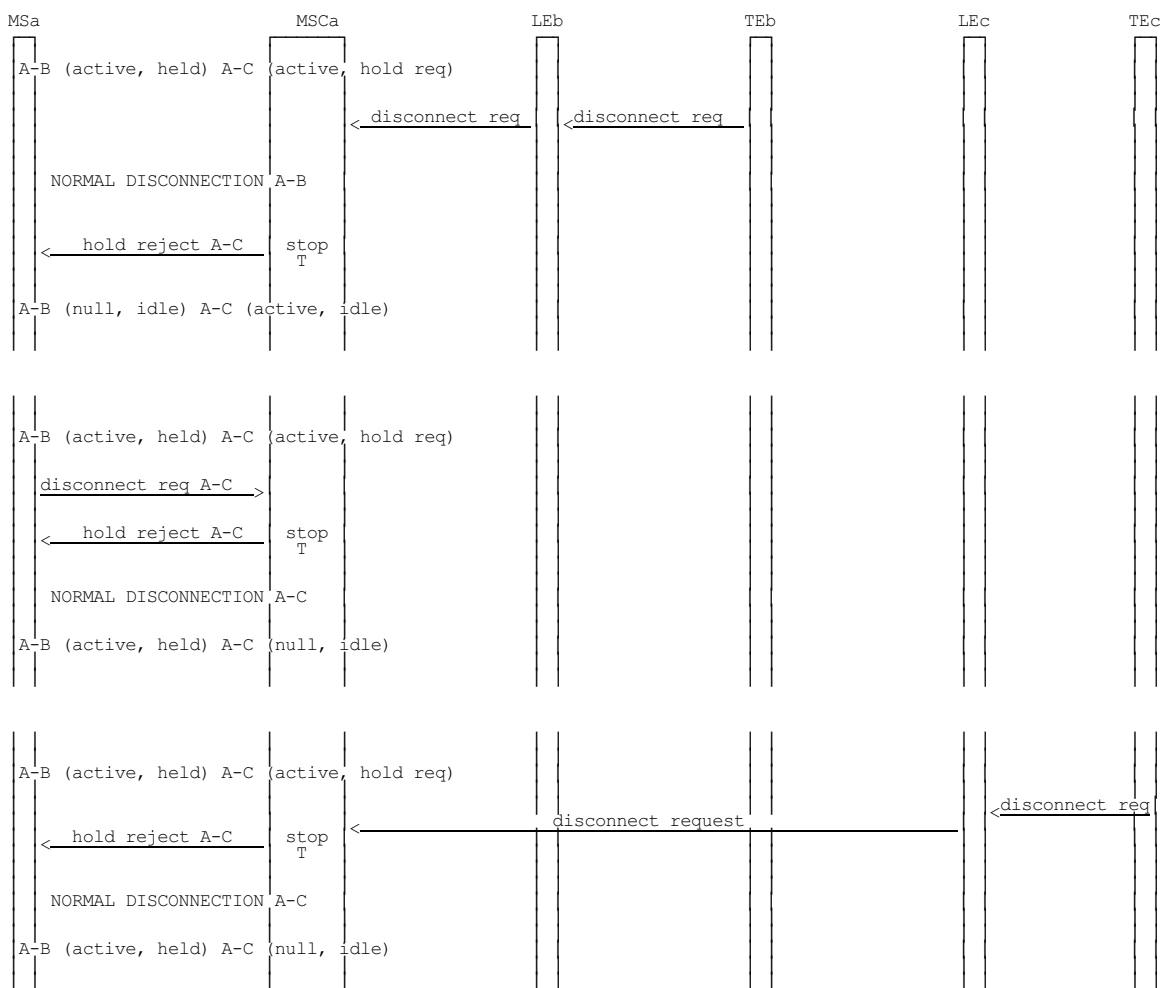 MSa MSCa LEb TEb LEc TEc
A-B (active, held) A-C (active, hold req)
disconnect req disconnect req
NORMAL DISCONNECTION A-B
hold reject A-C stop
T
A-B (null, idle) A-C (active, idle)
A-B (active, held) A-C (active, hold req)
disconnect req A-C
hold reject A-C stop
T
NORMAL DISCONNECTION A-C
A-B (active, held) A-C (null, idle)
A-B (active, held) A-C (active, hold req)
disconnect req
disconnect request
hold reject A-C stop
T
NORMAL DISCONNECTION A-C
A-B (active, held) A-C (null, idle)